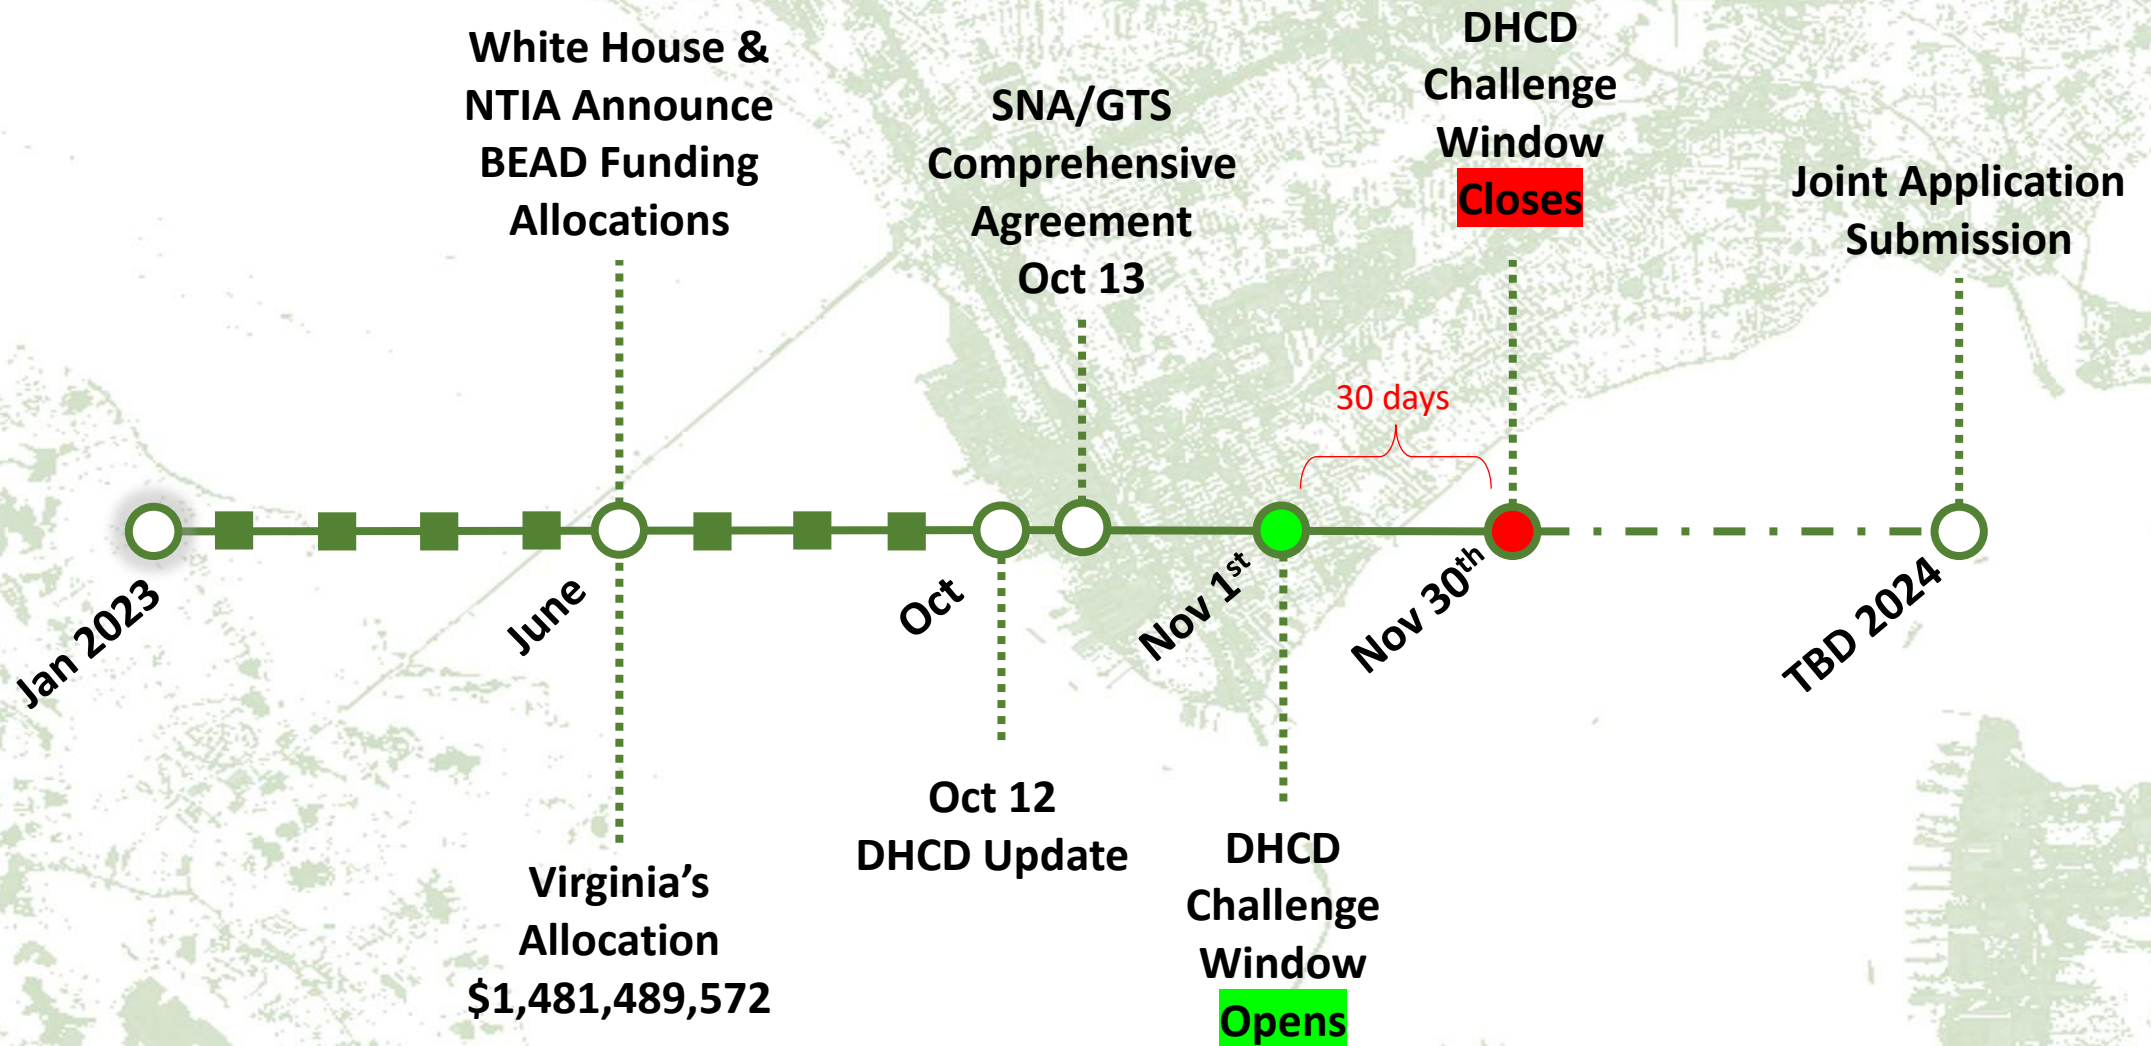 White House &
NTIA Announce
BEAD Funding
Allocations
SNA/GTS
Comprehensive
Agreement
Oct 13
DHCD
Challenge
Window
Closes
Joint Application
Submission
30 days
Jan 2023
June
Oct
Nov 1st
Nov 30th
TBD 2024
Virginia’s
Allocation
$1,481,489,572
Oct 12
DHCD Update
DHCD
Challenge
Window
Opens